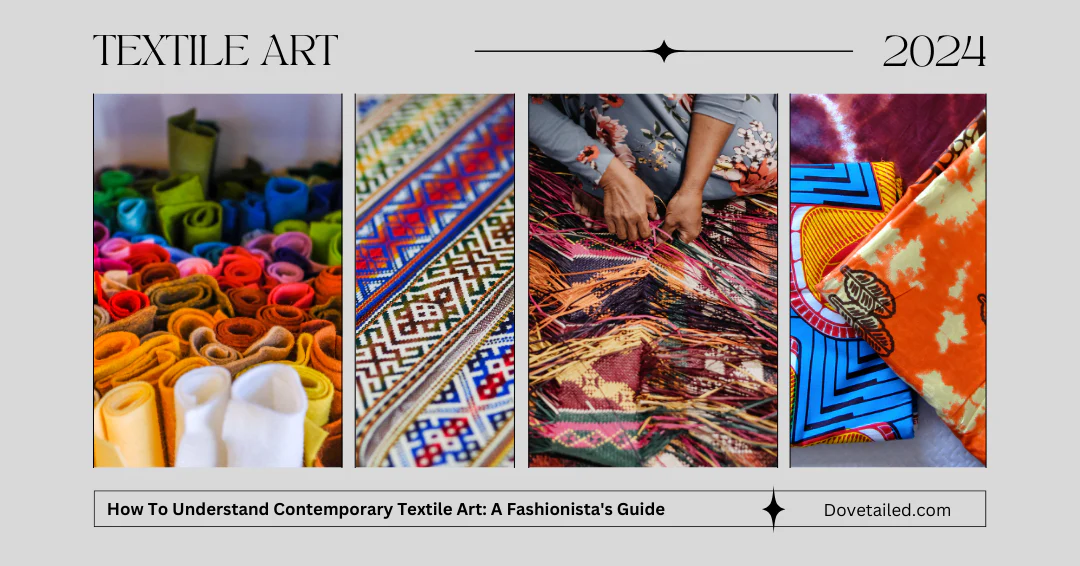 TEXTILE ART
2024
How To Understand Contemporary Textile Art: A Fashionista's Guide
Dovetailed.com